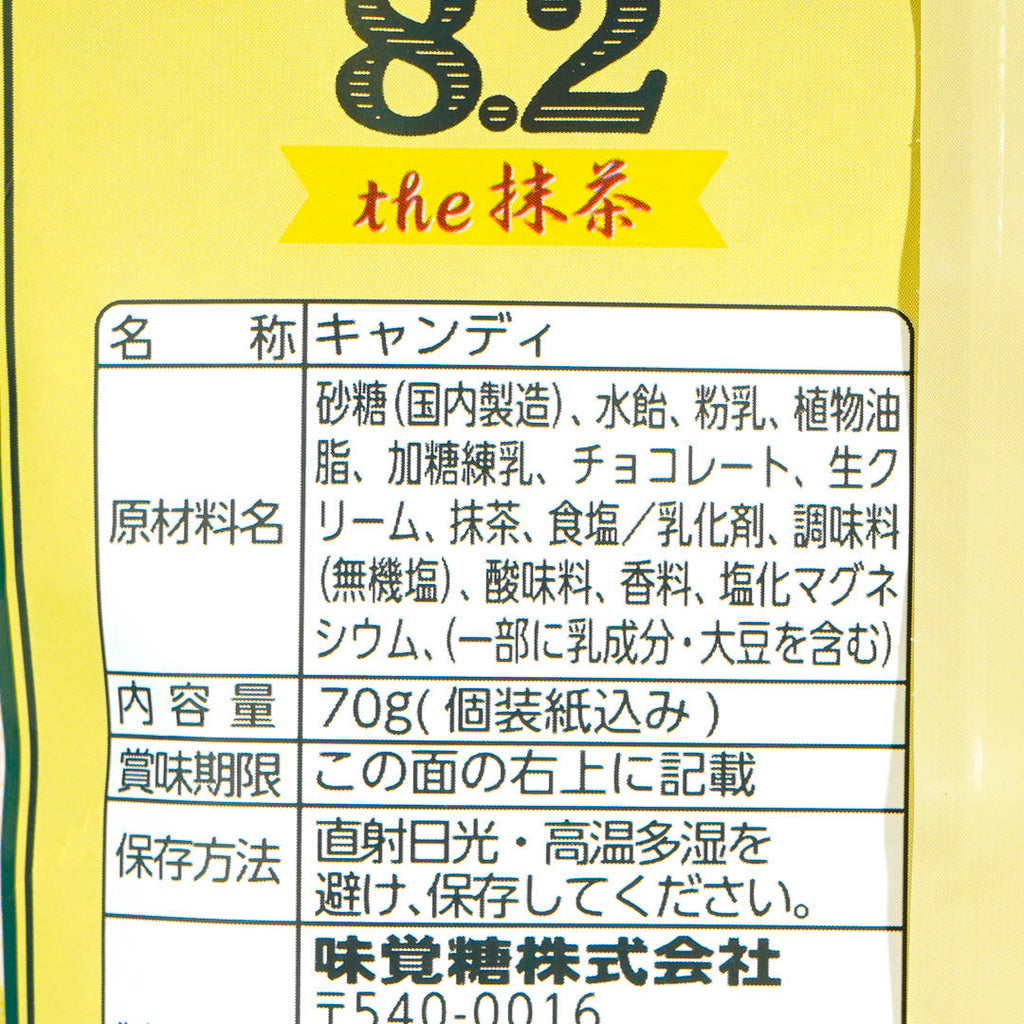 8.2
the 抹茶
名称 キャンディ
砂糖(国内製造)、水飴、粉乳、植物油
脂、加糖練乳、チョコレート、生ク
原材料名 リーム、抹茶、食塩/乳化剤、調味料
(無機塩)、酸味料、香料、塩化マグネ
シウム、(一部に乳成分・大豆を含む)
内容量 70g(個装紙込み)
賞味期限 この面の右上に記載
保存方法 直射日光・高温多湿を
避け、保存してください。
味覚糖株式会社
〒540-0016